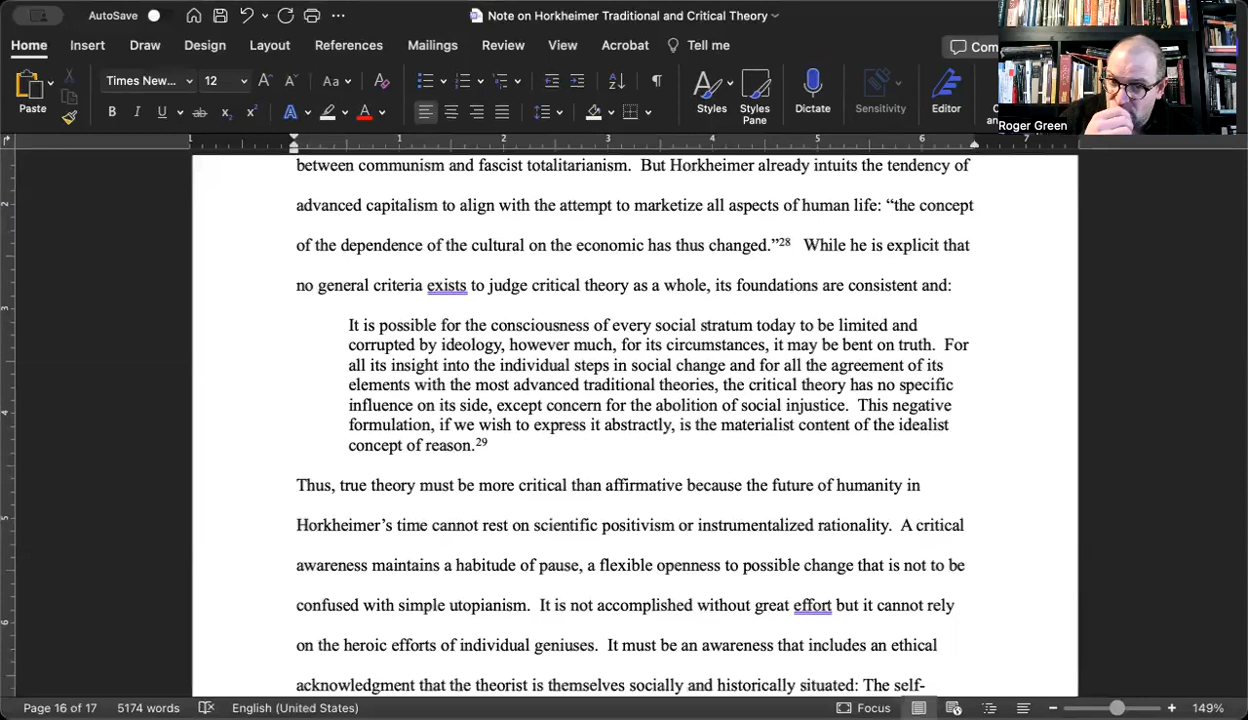 AutoSave
Note on Horkheimer Traditional and Critical Theory
Home Insert Draw Design Layout References Mailings Review View Acrobat Tell me Com
Times New... 12 Aa
Paste
B I U ab x2 x2 A A
Styles
Styles Pane
Dictate
Sensitivity
Editor
Roger Green
1 1 2 3 4 5 6 7
between communism and fascist totalitarianism. But Horkheimer already intuits the tendency of
advanced capitalism to align with the attempt to marketize all aspects of human life: “the concept
of the dependence of the cultural on the economic has thus changed.”28 While he is explicit that
no general criteria exists to judge critical theory as a whole, its foundations are consistent and:
It is possible for the consciousness of every social stratum today to be limited and
corrupted by ideology, however much, for its circumstances, it may be bent on truth. For
all its insight into the individual steps in social change and for all the agreement of its
elements with the most advanced traditional theories, the critical theory has no specific
influence on its side, except concern for the abolition of social injustice. This negative
formulation, if we wish to express it abstractly, is the materialist content of the idealist
concept of reason.29
Thus, true theory must be more critical than affirmative because the future of humanity in
Horkheimer’s time cannot rest on scientific positivism or instrumentalized rationality. A critical
awareness maintains a habitude of pause, a flexible openness to possible change that is not to be
confused with simple utopianism. It is not accomplished without great effort but it cannot rely
on the heroic efforts of individual geniuses. It must be an awareness that includes an ethical
acknowledgment that the theorist is themselves socially and historically situated: The self-
Page 16 of 17 5174 words English (United States) Focus 149%